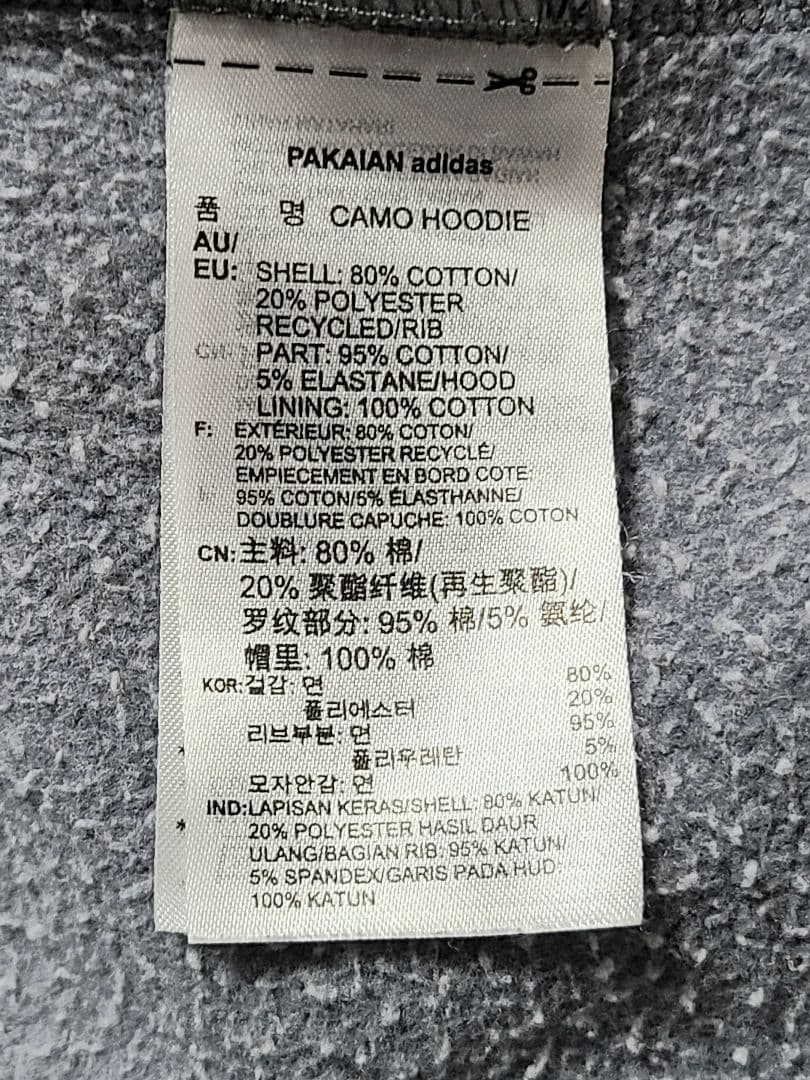 PAKAIAN adidas
품 명 CAMO HOODIE
AU/
EU: SHELL: 80% COTTON/
20% POLYESTER
RECYCLED/RIB
PART: 95% COTTON/
5% ELASTANE/HOOD
LINING: 100% COTTON
F: EXTÉRIEUR: 80% COTON/
20% POLYESTER RECYCLÉ/
EMPIECEMENT EN BORD COTE:
95% COTON/5% ÉLASTHANNE/
DOUBLURE CAPUCHE: 100% COTON
CN: 主料: 80% 棉/
20% 聚酯纤维(再生聚酯)/
罗纹部分: 95% 棉/5% 氨纶/
帽里: 100% 棉
KOR: 겉감: 면 80%
폴리에스터 20%
리브부분: 면 95%
폴리우레탄 5%
모자안감: 면 100%
IND: LAPISAN KERAS/SHELL: 80% KATUN/
20% POLYESTER HASIL DAUR
ULANG/BAGIAN RIB: 95% KATUN/
5% SPANDEX/GARIS PADA HUD:
100% KATUN